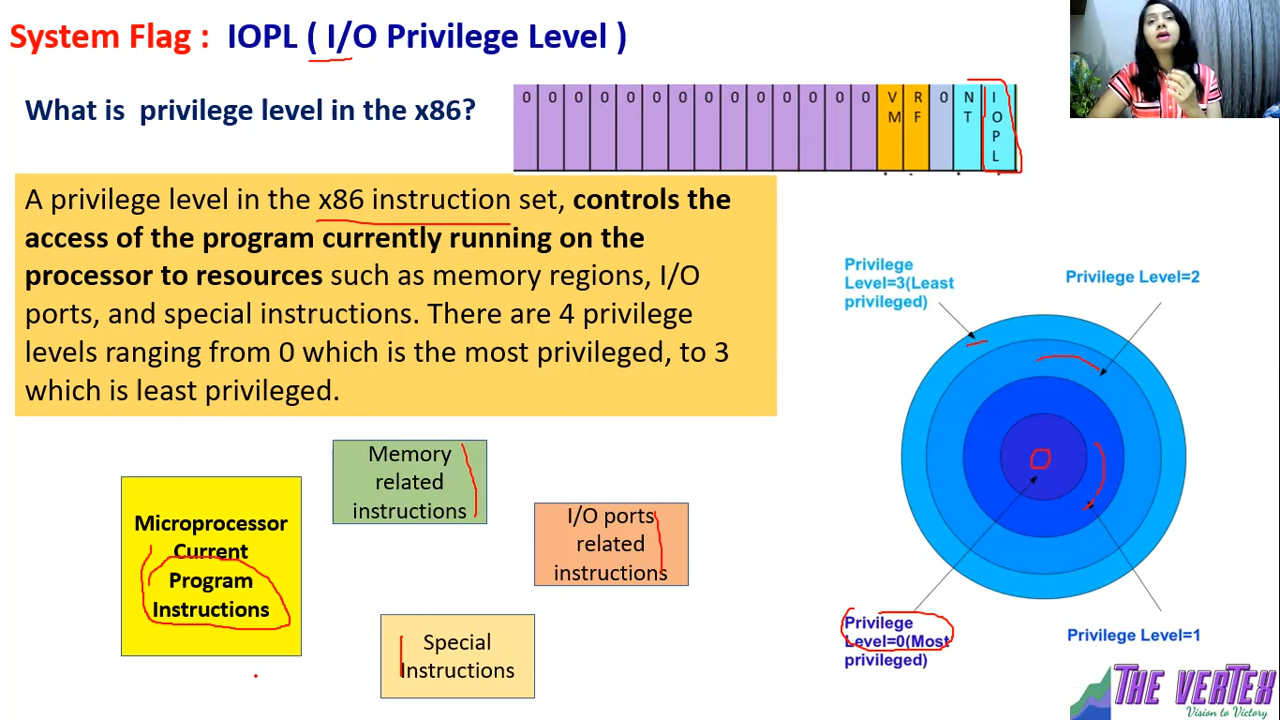 System Flag : IOPL ( I/O Privilege Level )
What is privilege level in the x86?
0 0 0 0 0 0 0 0 0 0 0 0 0 0 VM RF 0 NT IOPL
A privilege level in the x86 instruction set, controls the
access of the program currently running on the
processor to resources such as memory regions, I/O
ports, and special instructions. There are 4 privilege
levels ranging from 0 which is the most privileged, to 3
which is least privileged.
Privilege
Level=3(Least
privileged)
Privilege Level=2
Memory
related
instructions
Microprocessor
Current
Program
Instructions
I/O ports
related
instructions
Special
Instructions
Privilege
Level=0(Most
privileged)
Privilege Level=1
THE VERTEX
Vision to Victory